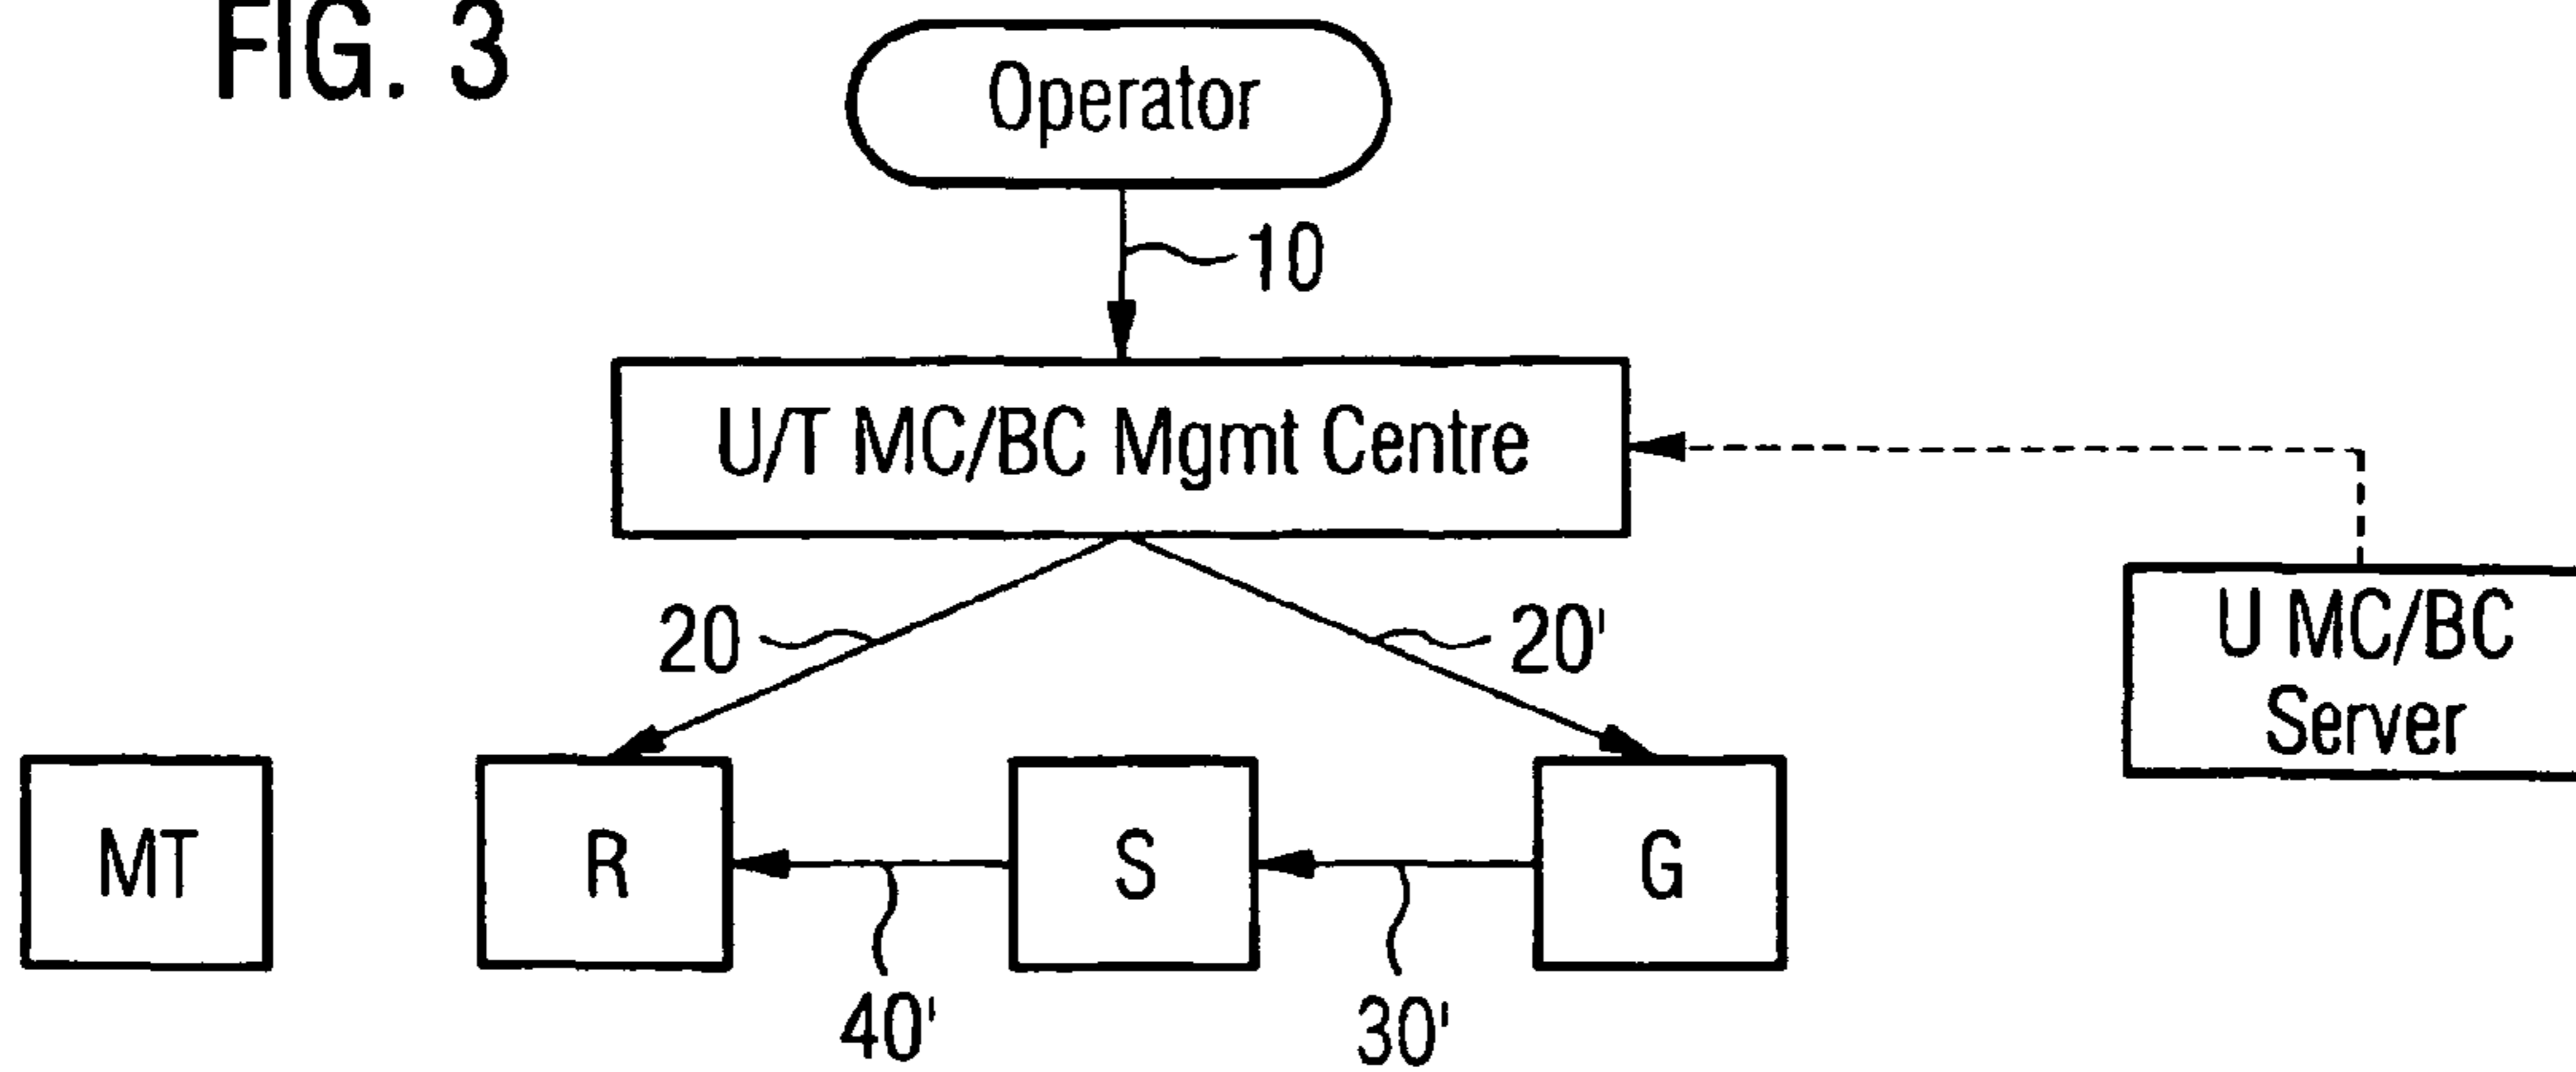 FIG. 3
Operator
10
U/T MC/BC Mgmt Centre
20
20'
U MC/BC
Server
MT
R
S
G
40'
30'